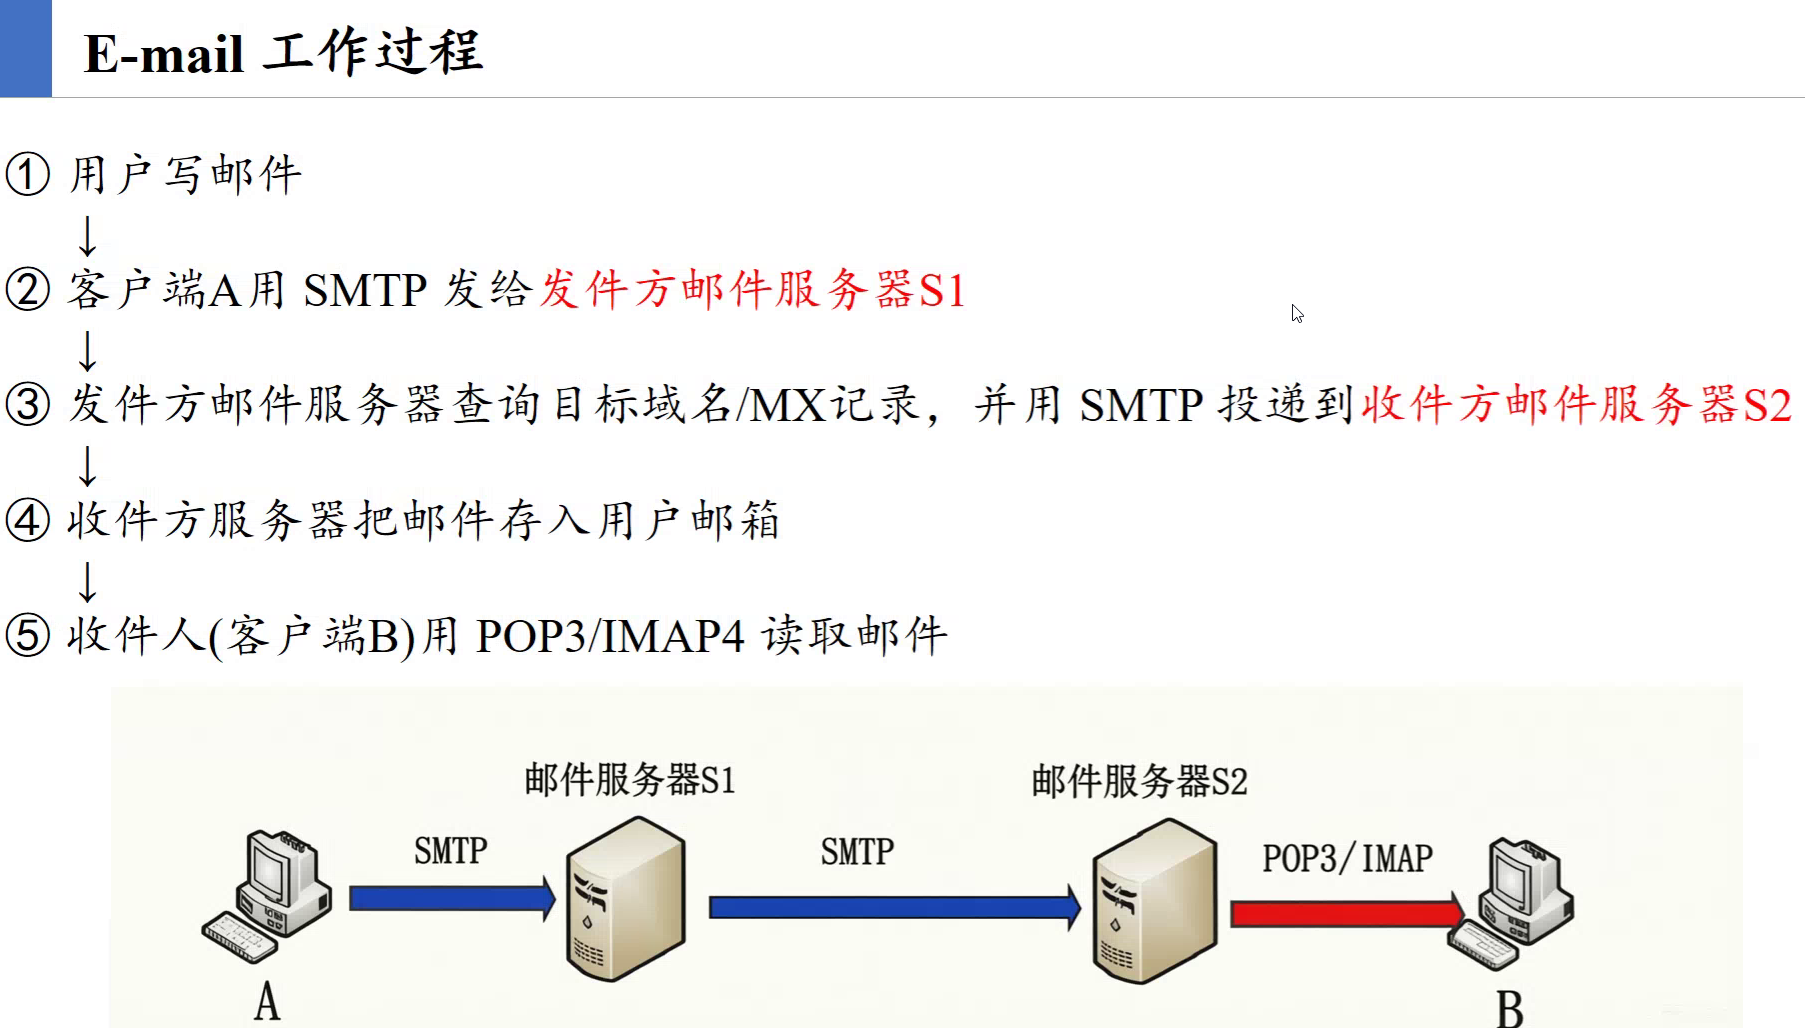 E-mail 工作过程
① 用户写邮件
↓
② 客户端A用 SMTP 发给发件方邮件服务器S1
↓
③ 发件方邮件服务器查询目标域名/MX记录，并用 SMTP 投递到收件方邮件服务器S2
↓
④ 收件方服务器把邮件存入用户邮箱
↓
⑤ 收件人(客户端B)用 POP3/IMAP4 读取邮件
邮件服务器S1
邮件服务器S2
SMTP
SMTP
POP3/IMAP
A
B